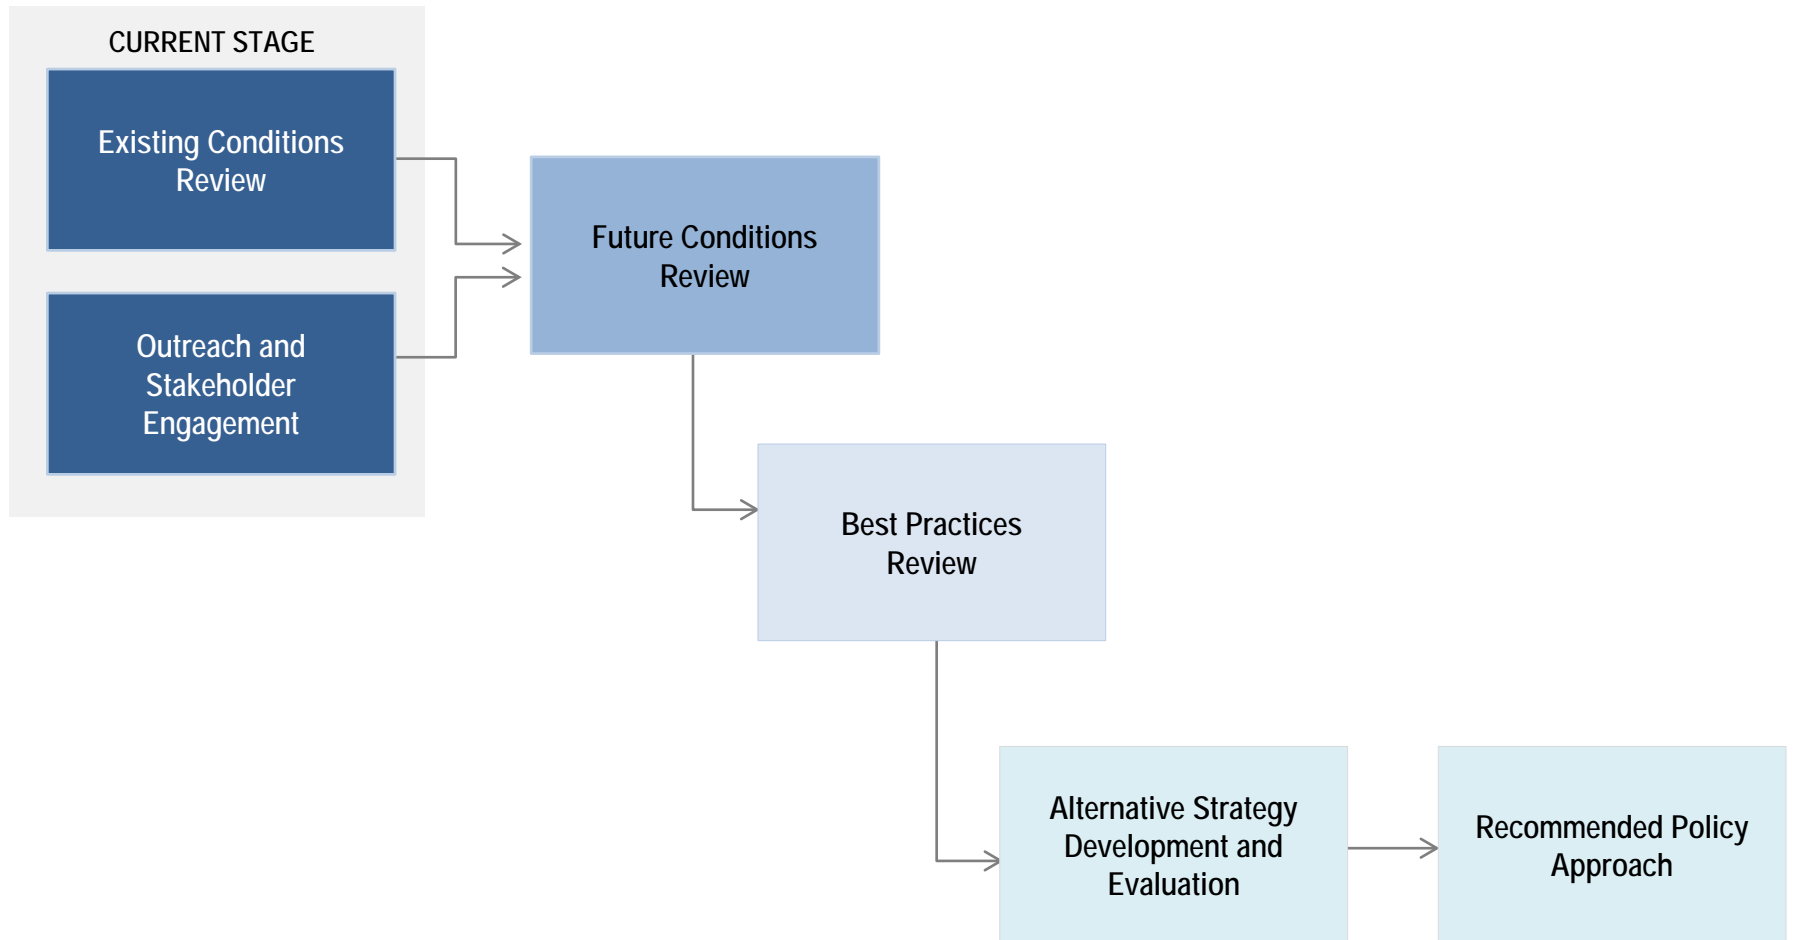 CURRENT STAGE
Existing Conditions
Review
Outreach and
Stakeholder
Engagement
Future Conditions
Review
Best Practices
Review
Alternative Strategy
Development and
Evaluation
Recommended Policy
Approach